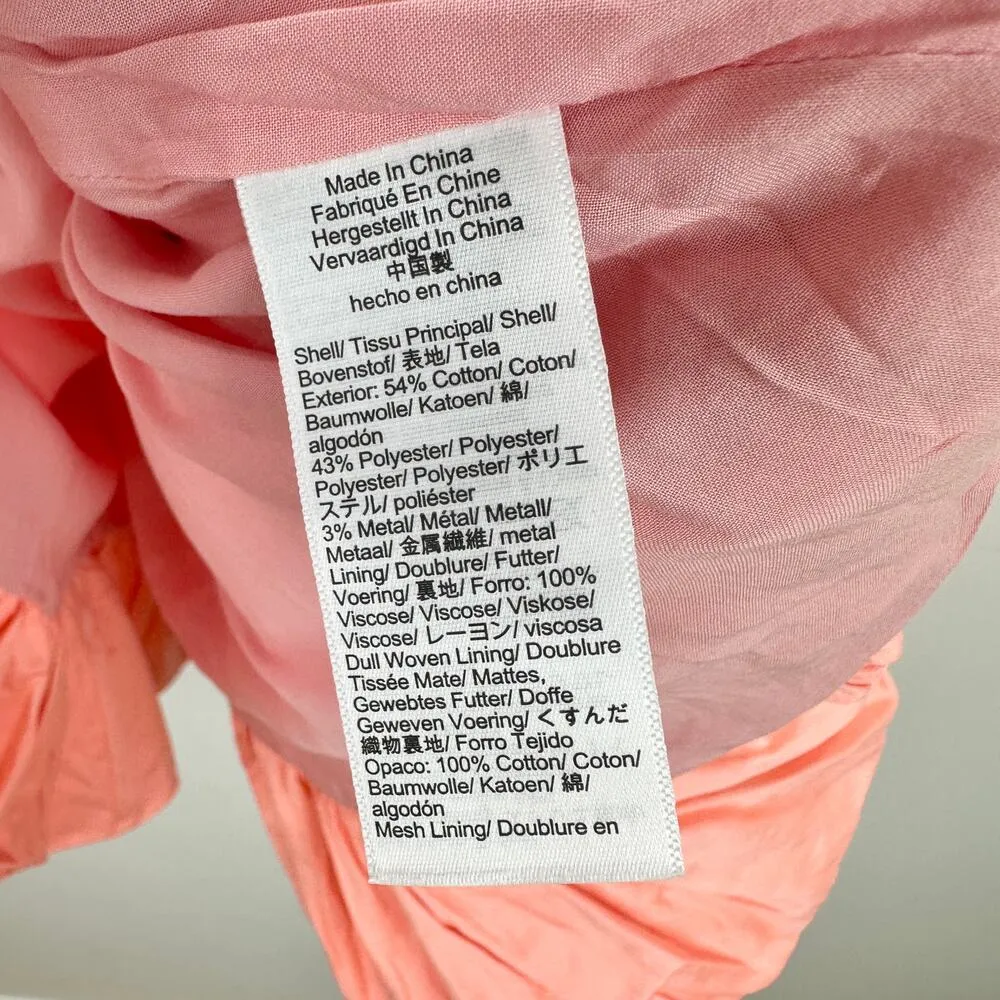 Made In China
Fabriqué En Chine
Hergestellt In China
Vervaardigd In China
中国製
hecho en china
Shell/ Tissu Principal/ Shell/
Bovenstof/ 表地/ Tela
Exterior: 54% Cotton/ Coton/
Baumwolle/ Katoen/ 綿/
algodón
43% Polyester/ Polyester/
Polyester/ Polyester/ ポリエ
ステル/ poliéster
3% Metal/ Métal/ Metall/
Metaal/ 金属繊維/ metal
Lining/ Doublure/ Futter/
Voering/ 裏地/ Forro: 100%
Viscose/ Viscose/ Viskose/
Viscose/ レーヨン/ viscosa
Dull Woven Lining/ Doublure
Tissée Mate/ Mattes,
Gewebtes Futter/ Doffe
Geweven Voering/ くすんだ
織物裏地/ Forro Tejido
Opaco: 100% Cotton/ Coton/
Baumwolle/ Katoen/ 綿/
algodón
Mesh Lining/ Doublure en